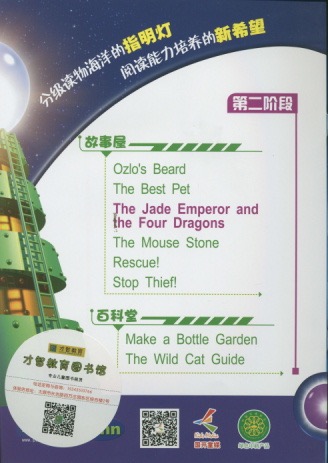 分级读物海洋的指明灯
阅读能力培养的新希望
第二阶段
故事屋
Ozlo's Beard
The Best Pet
The Jade Emperor and
the Four Dragons
The Mouse Stone
Rescue!
Stop Thief!
百科堂
Make a Bottle Garden
The Wild Cat Guide
才智教育图书馆